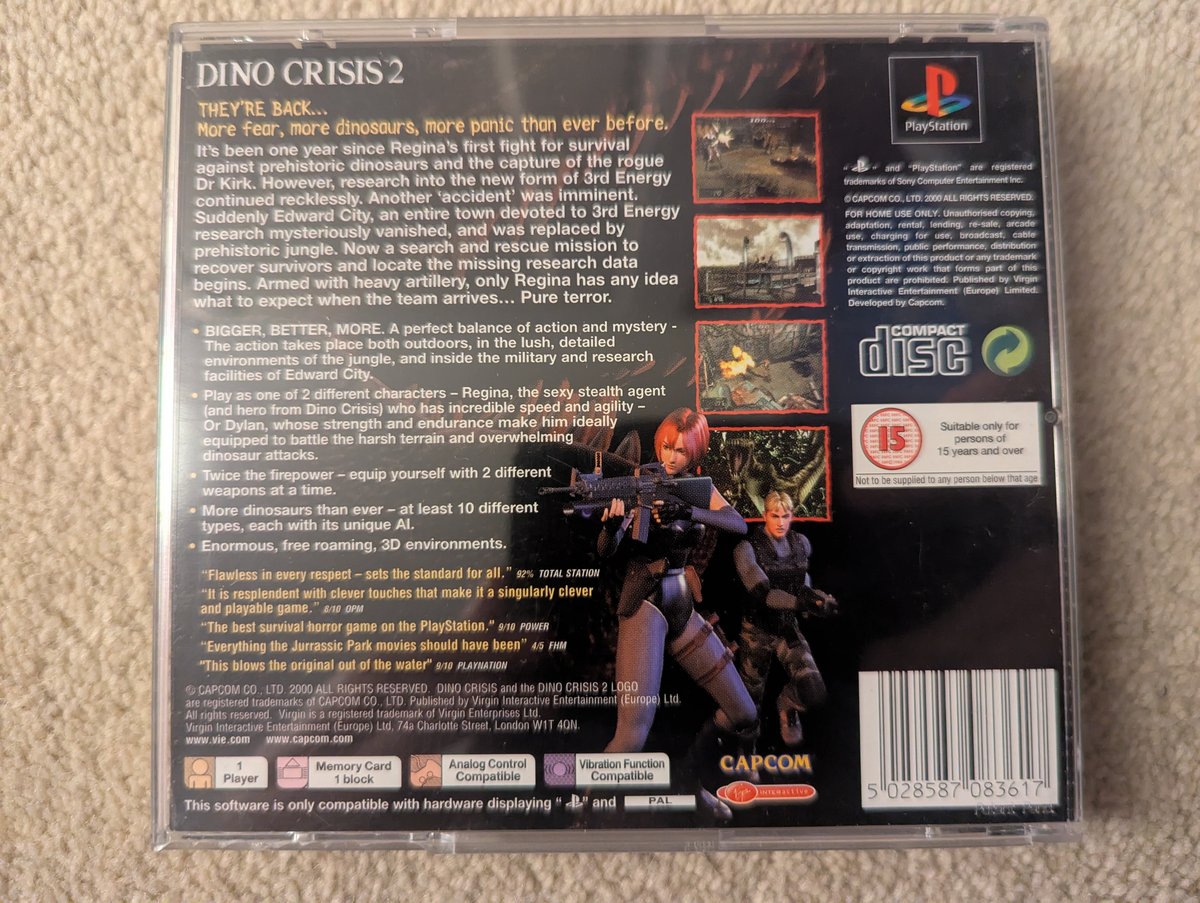 DINO CRISIS 2
THEY'RE BACK...
More fear, more dinosaurs, more panic than ever before.
It's been one year since Regina's first fight for survival
against prehistoric dinosaurs and the capture of the rogue
Dr Kirk. However, research into the new form of 3rd Energy
continued recklessly. Another 'accident' was imminent.
Suddenly Edward City, an entire town devoted to 3rd Energy
research mysteriously vanished, and was replaced by
prehistoric jungle. Now a search and rescue mission to
recover survivors and locate the missing research data
begins. Armed with heavy artillery, only Regina has any idea
what to expect when the team arrives... Pure terror.
• BIGGER, BETTER, MORE. A perfect balance of action and mystery -
The action takes place both outdoors, in the lush, detailed
environments of the jungle, and inside the military and research
facilities of Edward City.
• Play as one of 2 different characters – Regina, the sexy stealth agent
(and hero from Dino Crisis) who has incredible speed and agility –
Or Dylan, whose strength and endurance make him ideally
equipped to battle the harsh terrain and overwhelming
dinosaur attacks.
• Twice the firepower – equip yourself with 2 different
weapons at a time.
• More dinosaurs than ever – at least 10 different
types, each with its unique AI.
• Enormous, free roaming, 3D environments.
"Flawless in every respect – sets the standard for all." 92% TOTAL STATION
"It is resplendent with clever touches that make it a singularly clever
and playable game." 8/10 OPM
"The best survival horror game on the PlayStation." 9/10 POWER
"Everything the Jurrassic Park movies should have been" 4/5 FHM
"This blows the original out of the water" 9/10 PLAYNATION
© CAPCOM CO., LTD. 2000 ALL RIGHTS RESERVED. DINO CRISIS and the DINO CRISIS 2 LOGO
are registered trademarks of CAPCOM CO., LTD. Published by Virgin Interactive Entertainment (Europe) Ltd.
All rights reserved. Virgin is a registered trademark of Virgin Enterprises Ltd.
Virgin Interactive Entertainment (Europe) Ltd, 74a Charlotte Street, London W1T 4QN.
www.vie.com www.capcom.com
1
Player
Memory Card
1 block
Analog Control
Compatible
Vibration Function
Compatible
This software is only compatible with hardware displaying " " and PAL
CAPCOM
Virgin INTERACTIVE
PlayStation
" " and "PlayStation" are registered
trademarks of Sony Computer Entertainment Inc.
© CAPCOM CO., LTD. 2000 ALL RIGHTS RESERVED.
FOR HOME USE ONLY. Unauthorised copying,
adaptation, rental, lending, re-sale, arcade
use, charging for use, broadcast, cable
transmission, public performance, distribution
or extraction of this product or any trademark
or copyright work that forms part of this
product are prohibited. Published by Virgin
Interactive Entertainment (Europe) Limited.
Developed by Capcom.
COMPACT
disc
15
Suitable only for
persons of
15 years and over
Not to be supplied to any person below that age
5 028587 083617